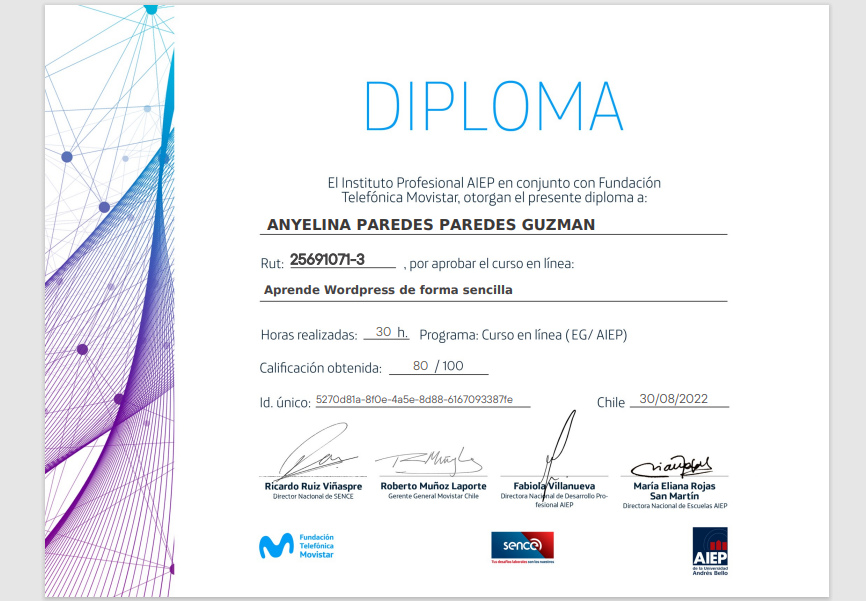 DIPLOMA
El Instituto Profesional AIEP en conjunto con Fundación
Telefónica Movistar, otorgan el presente diploma a:
ANYELINA PAREDES PAREDES GUZMAN
Rut: 25691071-3 , por aprobar el curso en línea:
Aprende Wordpress de forma sencilla
Horas realizadas: 30 h. Programa: Curso en línea (EG/ AIEP)
Calificación obtenida: 80 / 100
Id. único: 5270d81a-8f0e-4a5e-8d88-6167093387fe Chile 30/08/2022
Ricardo Ruiz Viñaspre
Director Nacional de SENCE
Roberto Muñoz Laporte
Gerente General Movistar Chile
Fabiola Villanueva
Directora Nacional de Desarrollo Pro-
fesional AIEP
María Eliana Rojas
San Martín
Directora Nacional de Escuelas AIEP
Fundación
Telefónica
Movistar
sence
Tus desafíos laborales son los nuestros
AIEP
de la Universidad
Andrés Bello